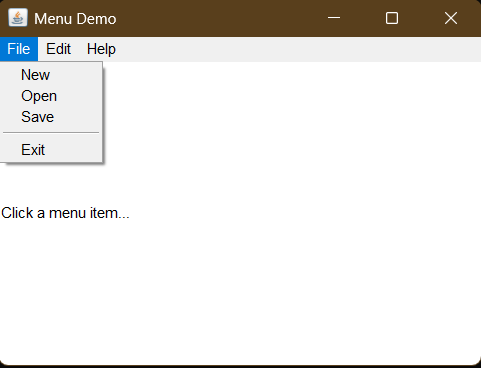 Menu Demo
File Edit Help
New
Open
Save
Exit
Click a menu item...